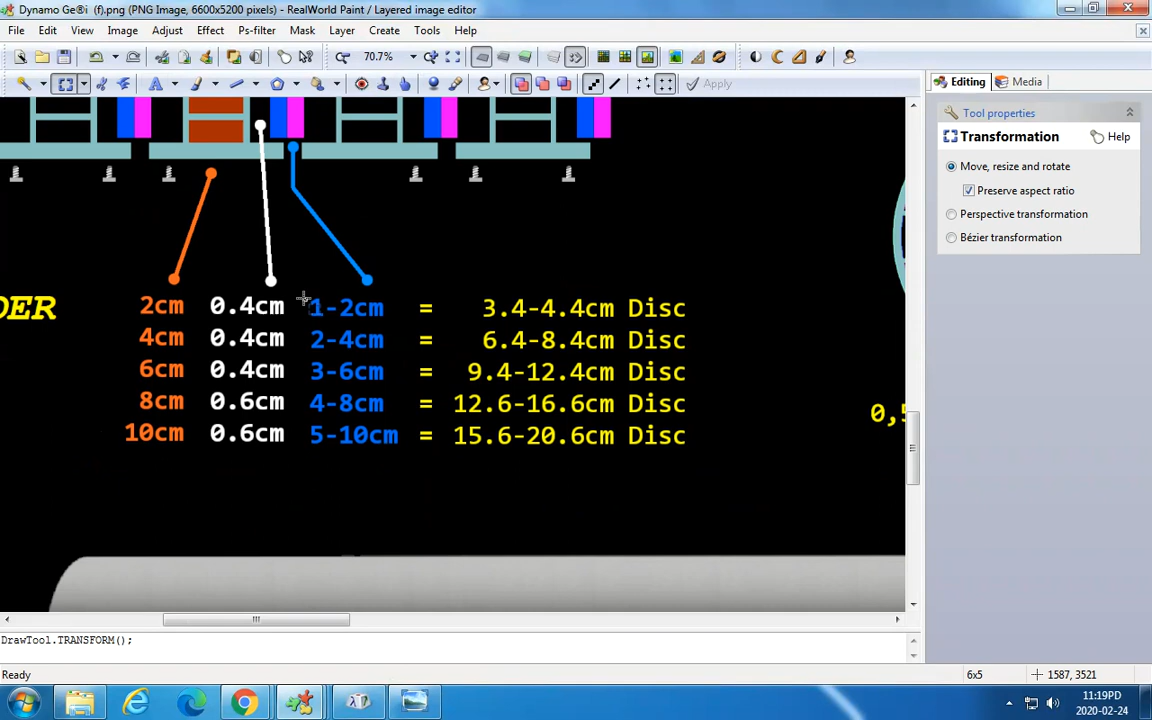 Dynamo Ge®i (f).png (PNG Image, 6600x5200 pixels) - RealWorld Paint / Layered image editor
File Edit View Image Adjust Effect Ps-filter Mask Layer Create Tools Help
70.7%
Apply
Editing Media
Tool properties
Transformation Help
Move, resize and rotate
Preserve aspect ratio
Perspective transformation
Bézier transformation
DER 2cm 0.4cm 1-2cm = 3.4-4.4cm Disc
4cm 0.4cm 2-4cm = 6.4-8.4cm Disc
6cm 0.4cm 3-6cm = 9.4-12.4cm Disc
8cm 0.6cm 4-8cm = 12.6-16.6cm Disc
10cm 0.6cm 5-10cm = 15.6-20.6cm Disc
DrawTool.TRANSFORM();
Ready 6x5 1587, 3521
11:19PD
2020-02-24